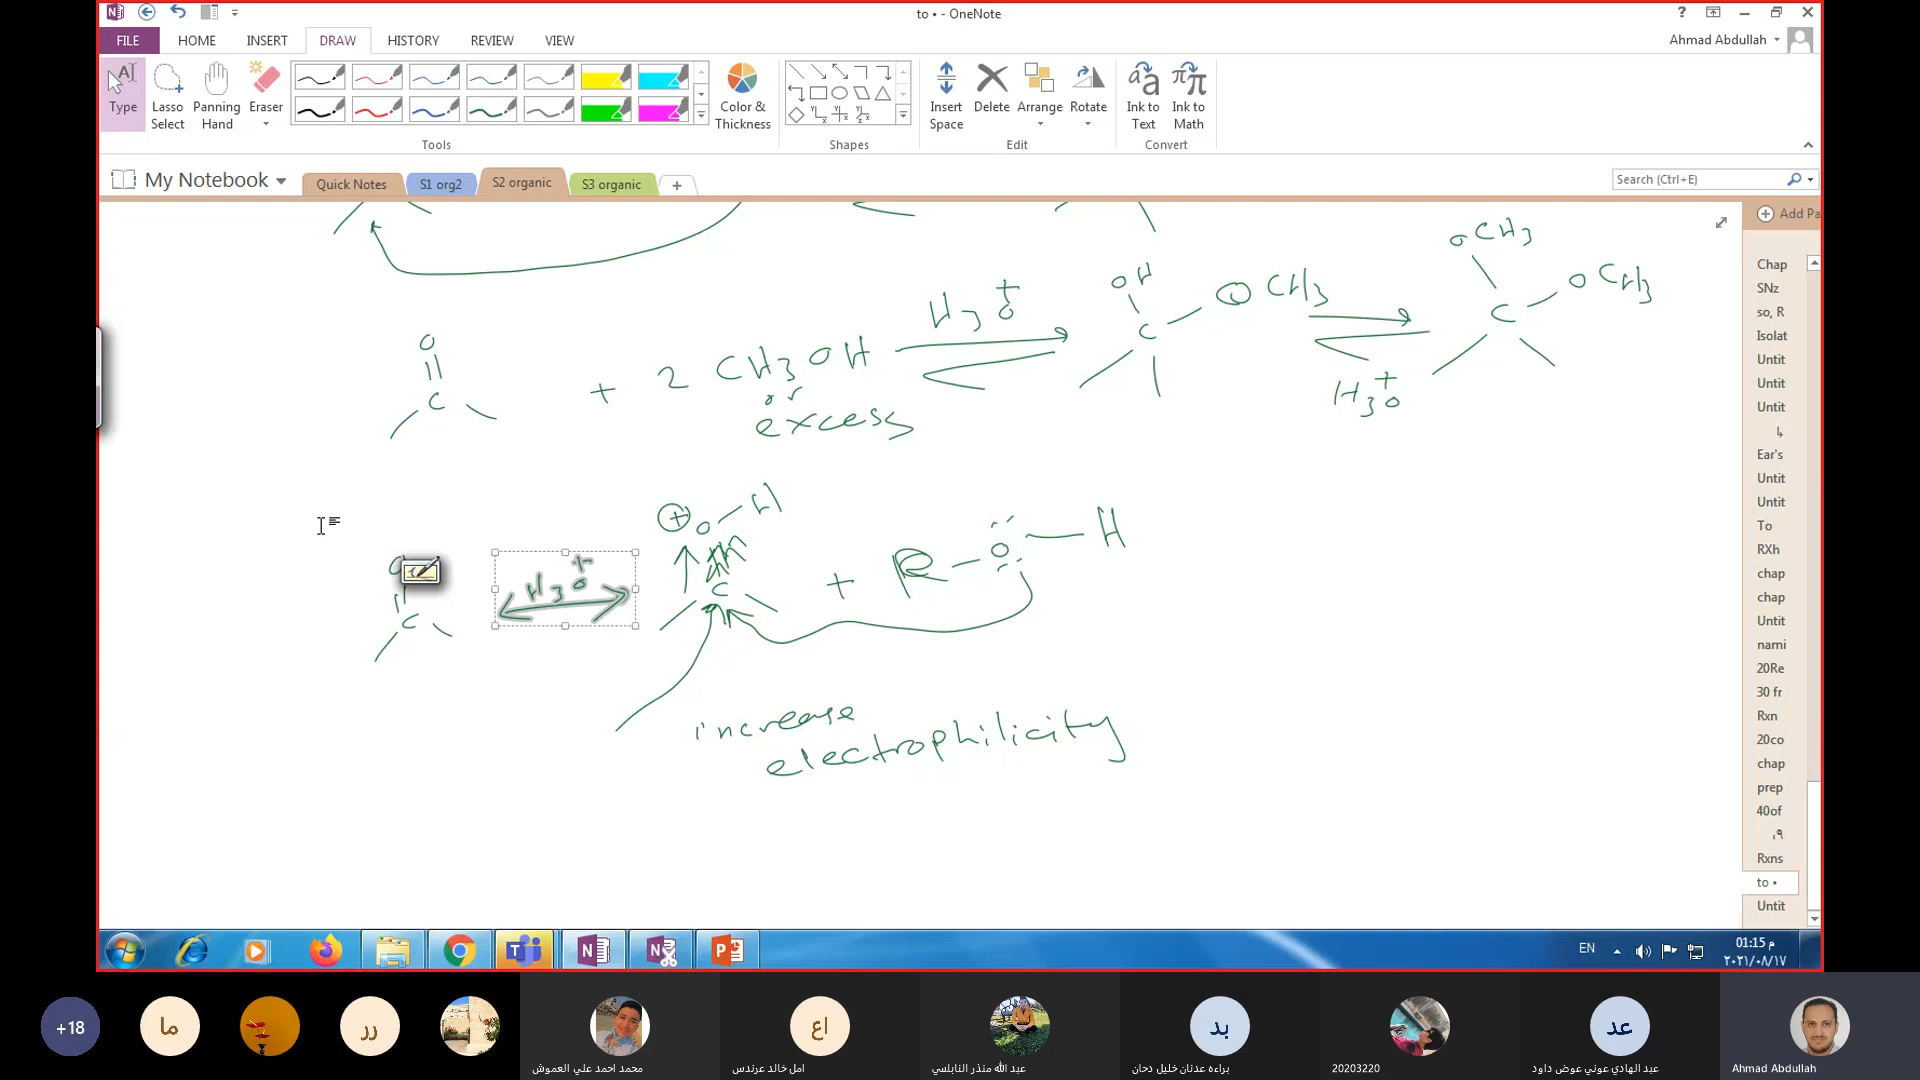 to • - OneNote
FILE HOME INSERT DRAW HISTORY REVIEW VIEW
Ahmad Abdullah
Type
Lasso Select
Panning Hand
Eraser
Color & Thickness
Insert Space
Delete
Arrange
Rotate
Ink to Text
Ink to Math
Tools Shapes Edit Convert
My Notebook
Quick Notes S1 org2 S2 organic S3 organic +
Search (Ctrl+E)
Add Pa
Chap
SNz
so, R
Isolat
Untit
Untit
Untit
Ear's
Untit
Untit
To
RXh
chap
chap
Untit
nami
20Re
30 fr
Rxn
20co
chap
prep
40of
Rxns
to •
Untit
OCH3
OH
H3O+
OCH3
OCH3
O
C
+ 2 CH3OH
C
C
or
excess
H3O+
+ O H
O
C
H3O+
C
+ R O H
increase
electrophilicity
EN
01:15 م
٢٠٢١/٠٨/١٧
+18
ما
رر
محمد احمد علي العموش
اع
امل خالد عرندس
عبد الله منذر النابلسي
بد
براءه عدنان خليل دحان
20203220
عد
عبد الهادي عوني عوض داود
Ahmad Abdullah